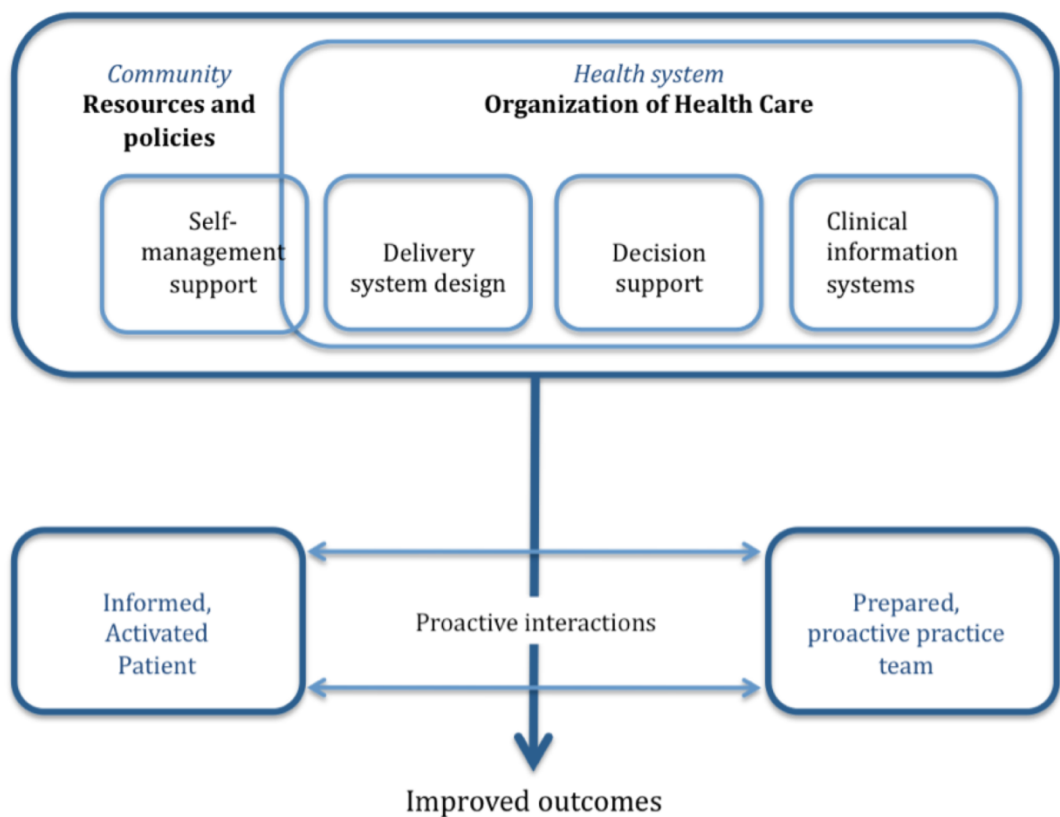 Community
Resources and
policies
Health system
Organization of Health Care
Self-
management
support
Delivery
system design
Decision
support
Clinical
information
systems
Informed,
Activated
Patient
Proactive interactions
Prepared,
proactive practice
team
Improved outcomes